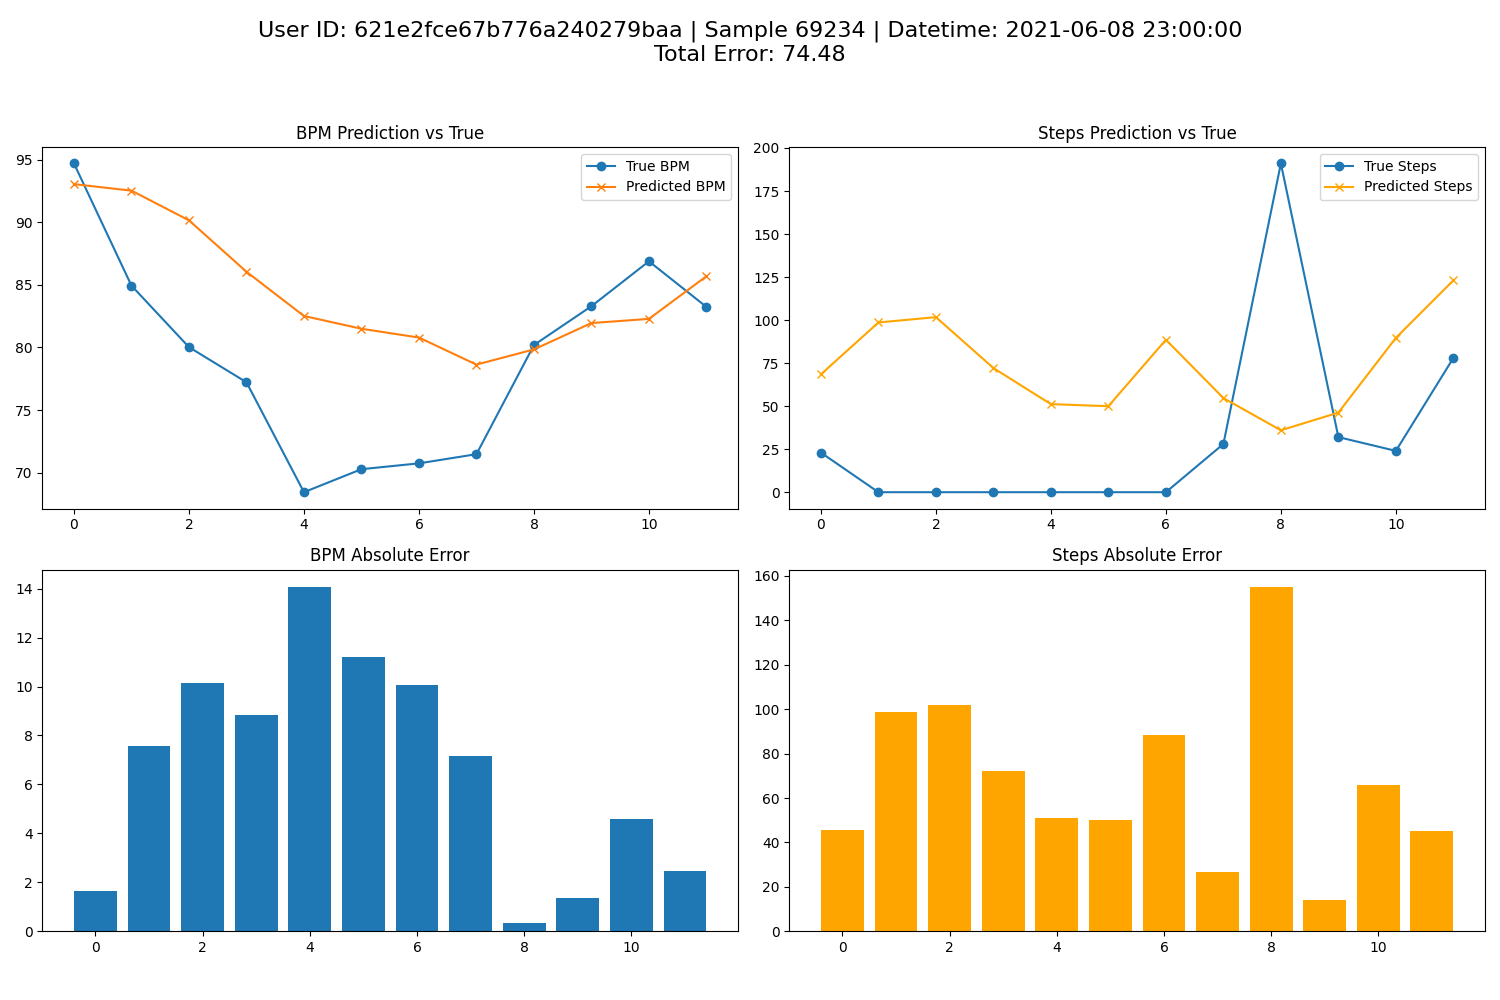 User ID: 621e2fce67b776a240279baa | Sample 69234 | Datetime: 2021-06-08 23:00:00
Total Error: 74.48
BPM Prediction vs True
True BPM
Predicted BPM
95
90
85
80
75
70
0 2 4 6 8 10
Steps Prediction vs True
True Steps
Predicted Steps
200
175
150
125
100
75
50
25
0
0 2 4 6 8 10
BPM Absolute Error
14
12
10
8
6
4
2
0
0 2 4 6 8 10
Steps Absolute Error
160
140
120
100
80
60
40
20
0
0 2 4 6 8 10